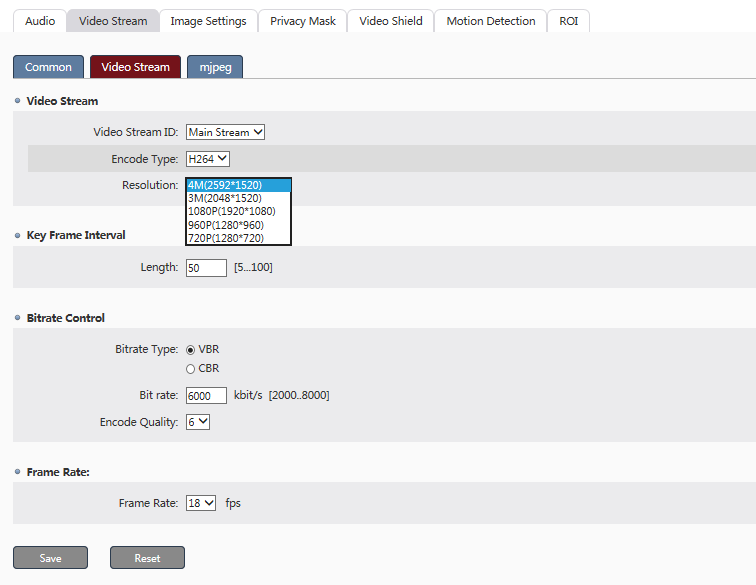 Audio Video Stream Image Settings Privacy Mask Video Shield Motion Detection ROI
Common Video Stream mjpeg
Video Stream
Video Stream ID: Main Stream
Encode Type: H264
Resolution: 4M(2592*1520)
3M(2048*1520)
1080P(1920*1080)
960P(1280*960)
720P(1280*720)
Key Frame Interval
Length: 50 [5...100]
Bitrate Control
Bitrate Type: VBR
CBR
Bit rate: 6000 kbit/s [2000..8000]
Encode Quality: 6
Frame Rate:
Frame Rate: 18 fps
Save Reset